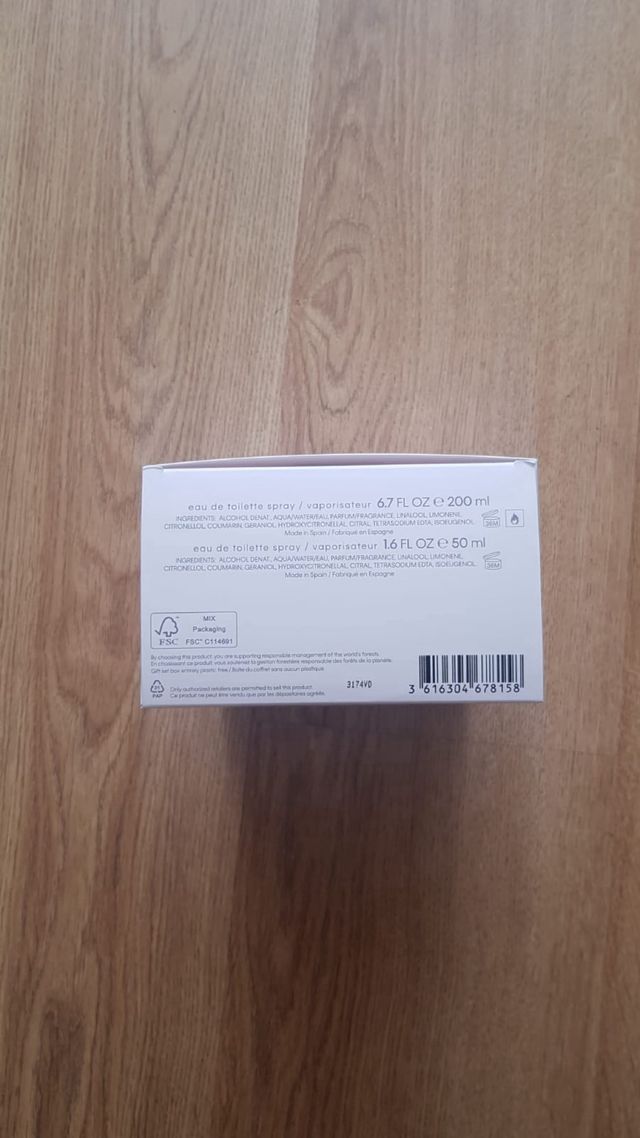 eau de toilette spray / vaporisateur 6.7 FL OZ ℮ 200 ml
INGREDIENTS: ALCOHOL DENAT., AQUA/WATER/EAU, PARFUM/FRAGRANCE, LINALOOL, LIMONENE,
CITRONELLOL, COUMARIN, GERANIOL, HYDROXYCITRONELLAL, CITRAL, TETRASODIUM EDTA, ISOEUGENOL.
36M
Made in Spain / Fabriqué en Espagne
eau de toilette spray / vaporisateur 1.6 FL OZ ℮ 50 ml
INGREDIENTS: ALCOHOL DENAT., AQUA/WATER/EAU, PARFUM/FRAGRANCE, LINALOOL, LIMONENE,
CITRONELLOL, COUMARIN, GERANIOL, HYDROXYCITRONELLAL, CITRAL, TETRASODIUM EDTA, ISOEUGENOL.
36M
Made in Spain / Fabriqué en Espagne
FSC
MIX
Packaging
FSC® C114691
By choosing this product, you are supporting responsible management of the world's forests.
En choisissant ce produit, vous soutenez la gestion forestière responsable des forêts de la planète.
Gift set box entirely plastic free / Boîte du coffret sans aucun plastique
21
PAP
Only authorized retailers are permitted to sell this product.
Ce produit ne peut être vendu que par les dépositaires agréés.
3174VD
3 616304 678158